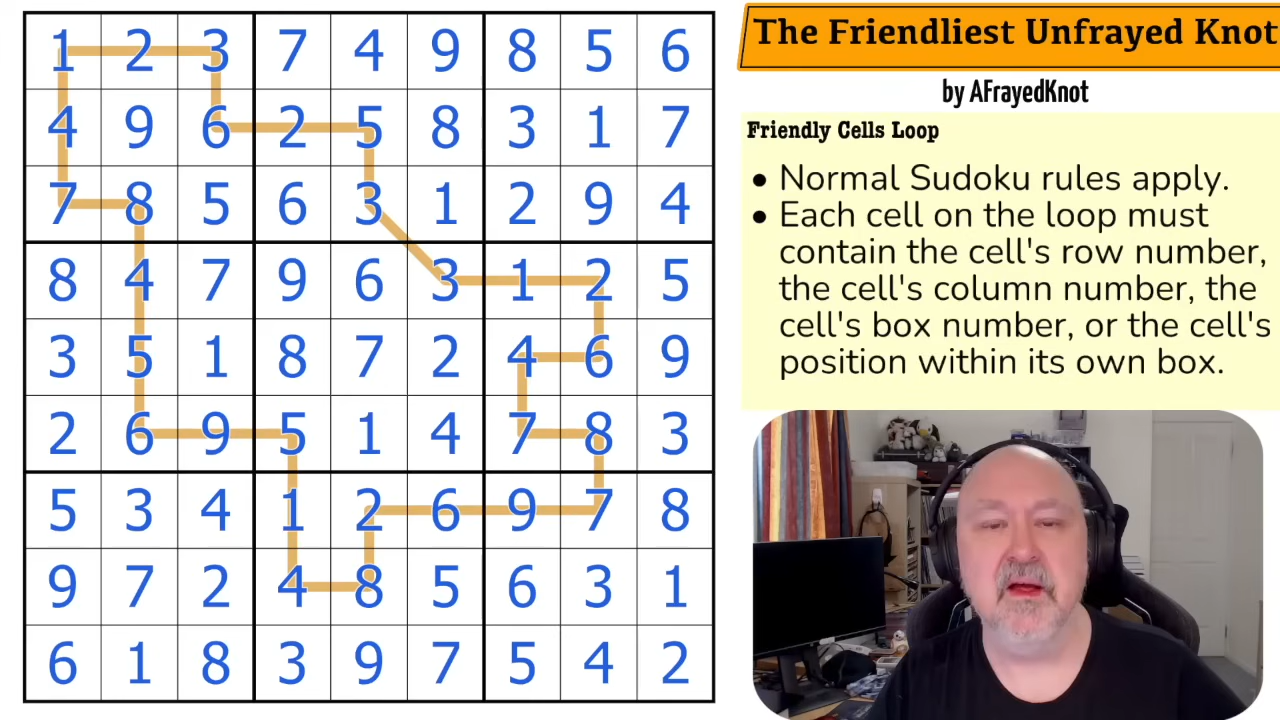 1 2 3 7 4 9 8 5 6
4 9 6 2 5 8 3 1 7
7 8 5 6 3 1 2 9 4
8 4 7 9 6 3 1 2 5
3 5 1 8 7 2 4 6 9
2 6 9 5 1 4 7 8 3
5 3 4 1 2 6 9 7 8
9 7 2 4 8 5 6 3 1
6 1 8 3 9 7 5 4 2
The Friendliest Unfrayed Knot
by AFrayedKnot
Friendly Cells Loop
• Normal Sudoku rules apply.
• Each cell on the loop must
contain the cell's row number,
the cell's column number, the
cell's box number, or the cell's
position within its own box.